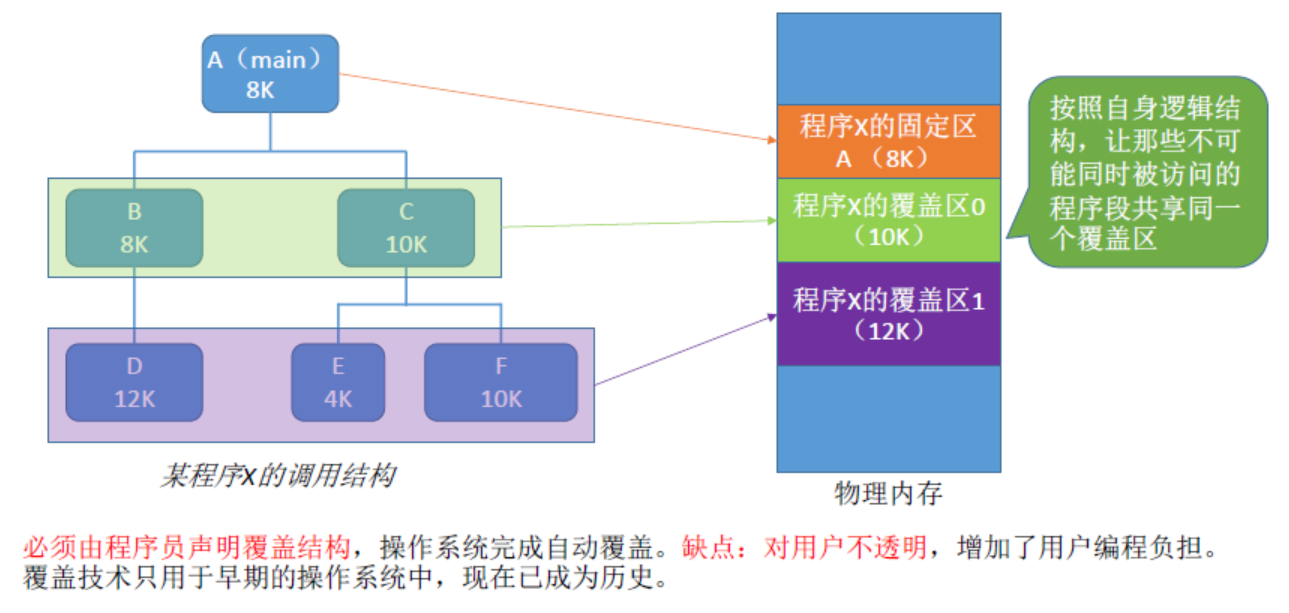 A（main）
8K
B
8K
C
10K
D
12K
E
4K
F
10K
某程序X的调用结构
程序X的固定区
A （8K）
程序X的覆盖区0
（10K）
程序X的覆盖区1
（12K）
物理内存
按照自身逻辑结
构，让那些不可
能同时被访问的
程序段共享同一
个覆盖区
必须由程序员声明覆盖结构，操作系统完成自动覆盖。缺点：对用户不透明，增加了用户编程负担。
覆盖技术只用于早期的操作系统中，现在已成为历史。